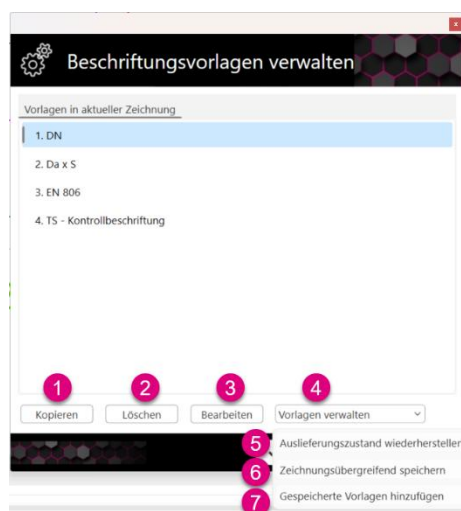 x
Beschriftungsvorlagen verwalten
Vorlagen in aktueller Zeichnung
1. DN
2. Da x S
3. EN 806
4. TS - Kontrollbeschriftung
1 2 3 4
Kopieren Löschen Bearbeiten Vorlagen verwalten
5 Auslieferungszustand wiederherstellen
6 Zeichnungsübergreifend speichern
7 Gespeicherte Vorlagen hinzufügen